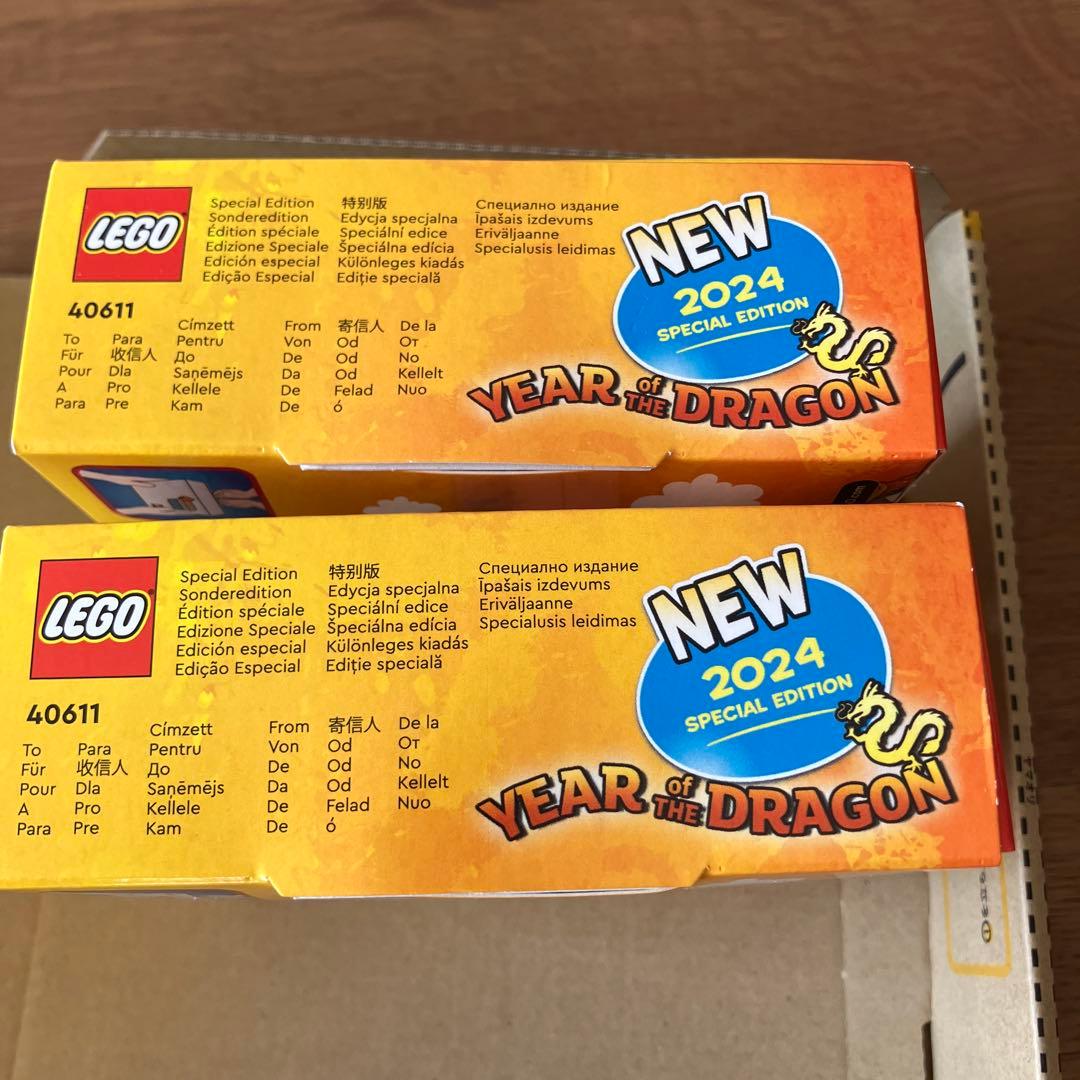 LEGO
Special Edition
Sonderedition
Édition spéciale
Edizione Speciale
Edición especial
Edição Especial
特别版
Edycja specjalna
Speciální edice
Špeciálna edícia
Különleges kiadás
Ediție specială
Специално издание
Īpašais izdevums
Eriväljaanne
Specialusis leidimas
40611
To Para Címzett
Für 收信人 Pentru
Pour Dla До
A Pro Saņēmējs
Para Pre Kellele
Kam
From 寄信人 De la
Von Od От
De Od No
Da Od Kellelt
De Felad Nuo
De ó
NEW
2024
SPECIAL EDITION
YEAR of THE DRAGON
LEGO
Special Edition
Sonderedition
Édition spéciale
Edizione Speciale
Edición especial
Edição Especial
特别版
Edycja specjalna
Speciální edice
Špeciálna edícia
Különleges kiadás
Ediție specială
Специално издание
Īpašais izdevums
Eriväljaanne
Specialusis leidimas
40611
To Para Címzett
Für 收信人 Pentru
Pour Dla До
A Pro Saņēmējs
Para Pre Kellele
Kam
From 寄信人 De la
Von Od От
De Od No
Da Od Kellelt
De Felad Nuo
De ó
NEW
2024
SPECIAL EDITION
YEAR of THE DRAGON